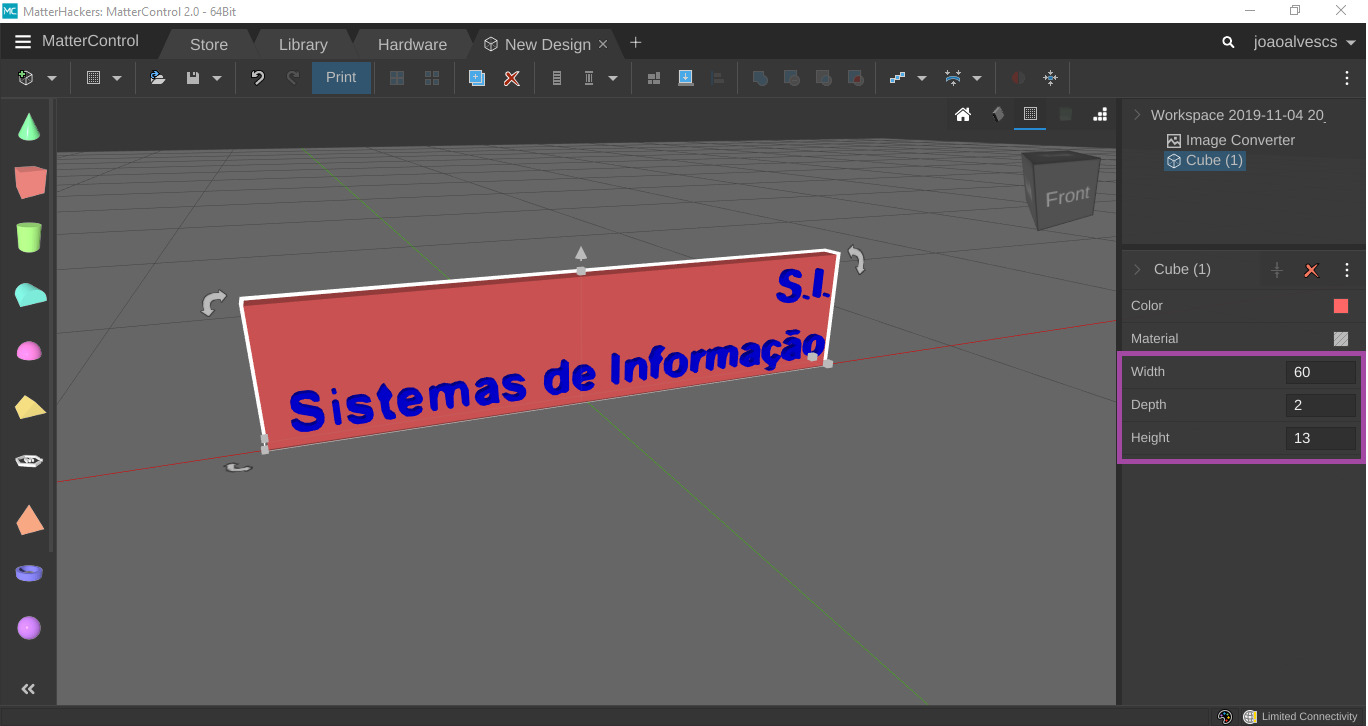 MatterHackers: MatterControl 2.0 - 64Bit
MatterControl
Store
Library
Hardware
New Design
joaoalvescs
Print
Workspace 2019-11-04 20_
Image Converter
Cube (1)
Front
Cube (1)
Color
Material
Width 60
Depth 2
Height 13
S.I.
Sistemas de Informação
Limited Connectivity